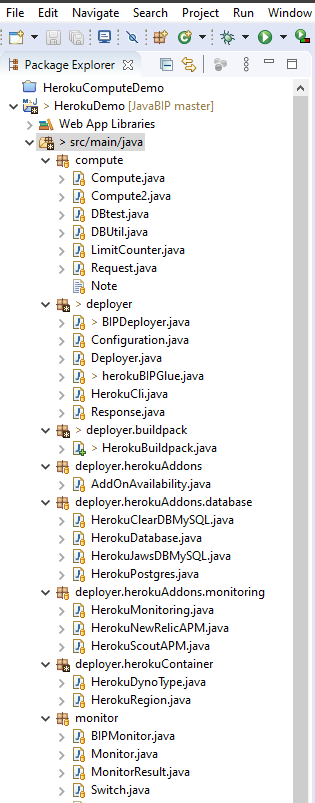 File Edit Navigate Search Project Run Window
Package Explorer
HerokuComputeDemo
> HerokuDemo [JavaBIP master]
Web App Libraries
> src/main/java
compute
Compute.java
Compute2.java
DBtest.java
DBUtil.java
LimitCounter.java
Request.java
Note
> deployer
> BIPDeployer.java
Configuration.java
Deployer.java
> herokuBIPGlue.java
HerokuCli.java
Response.java
> deployer.buildpack
> HerokuBuildpack.java
deployer.herokuAddons
AddOnAvailability.java
deployer.herokuAddons.database
HerokuClearDBMySQL.java
HerokuDatabase.java
HerokuJawsDBMySQL.java
HerokuPostgres.java
deployer.herokuAddons.monitoring
HerokuMonitoring.java
HerokuNewRelicAPM.java
HerokuScoutAPM.java
deployer.herokuContainer
HerokuDynoType.java
HerokuRegion.java
monitor
BIPMonitor.java
Monitor.java
MonitorResult.java
Switch.java